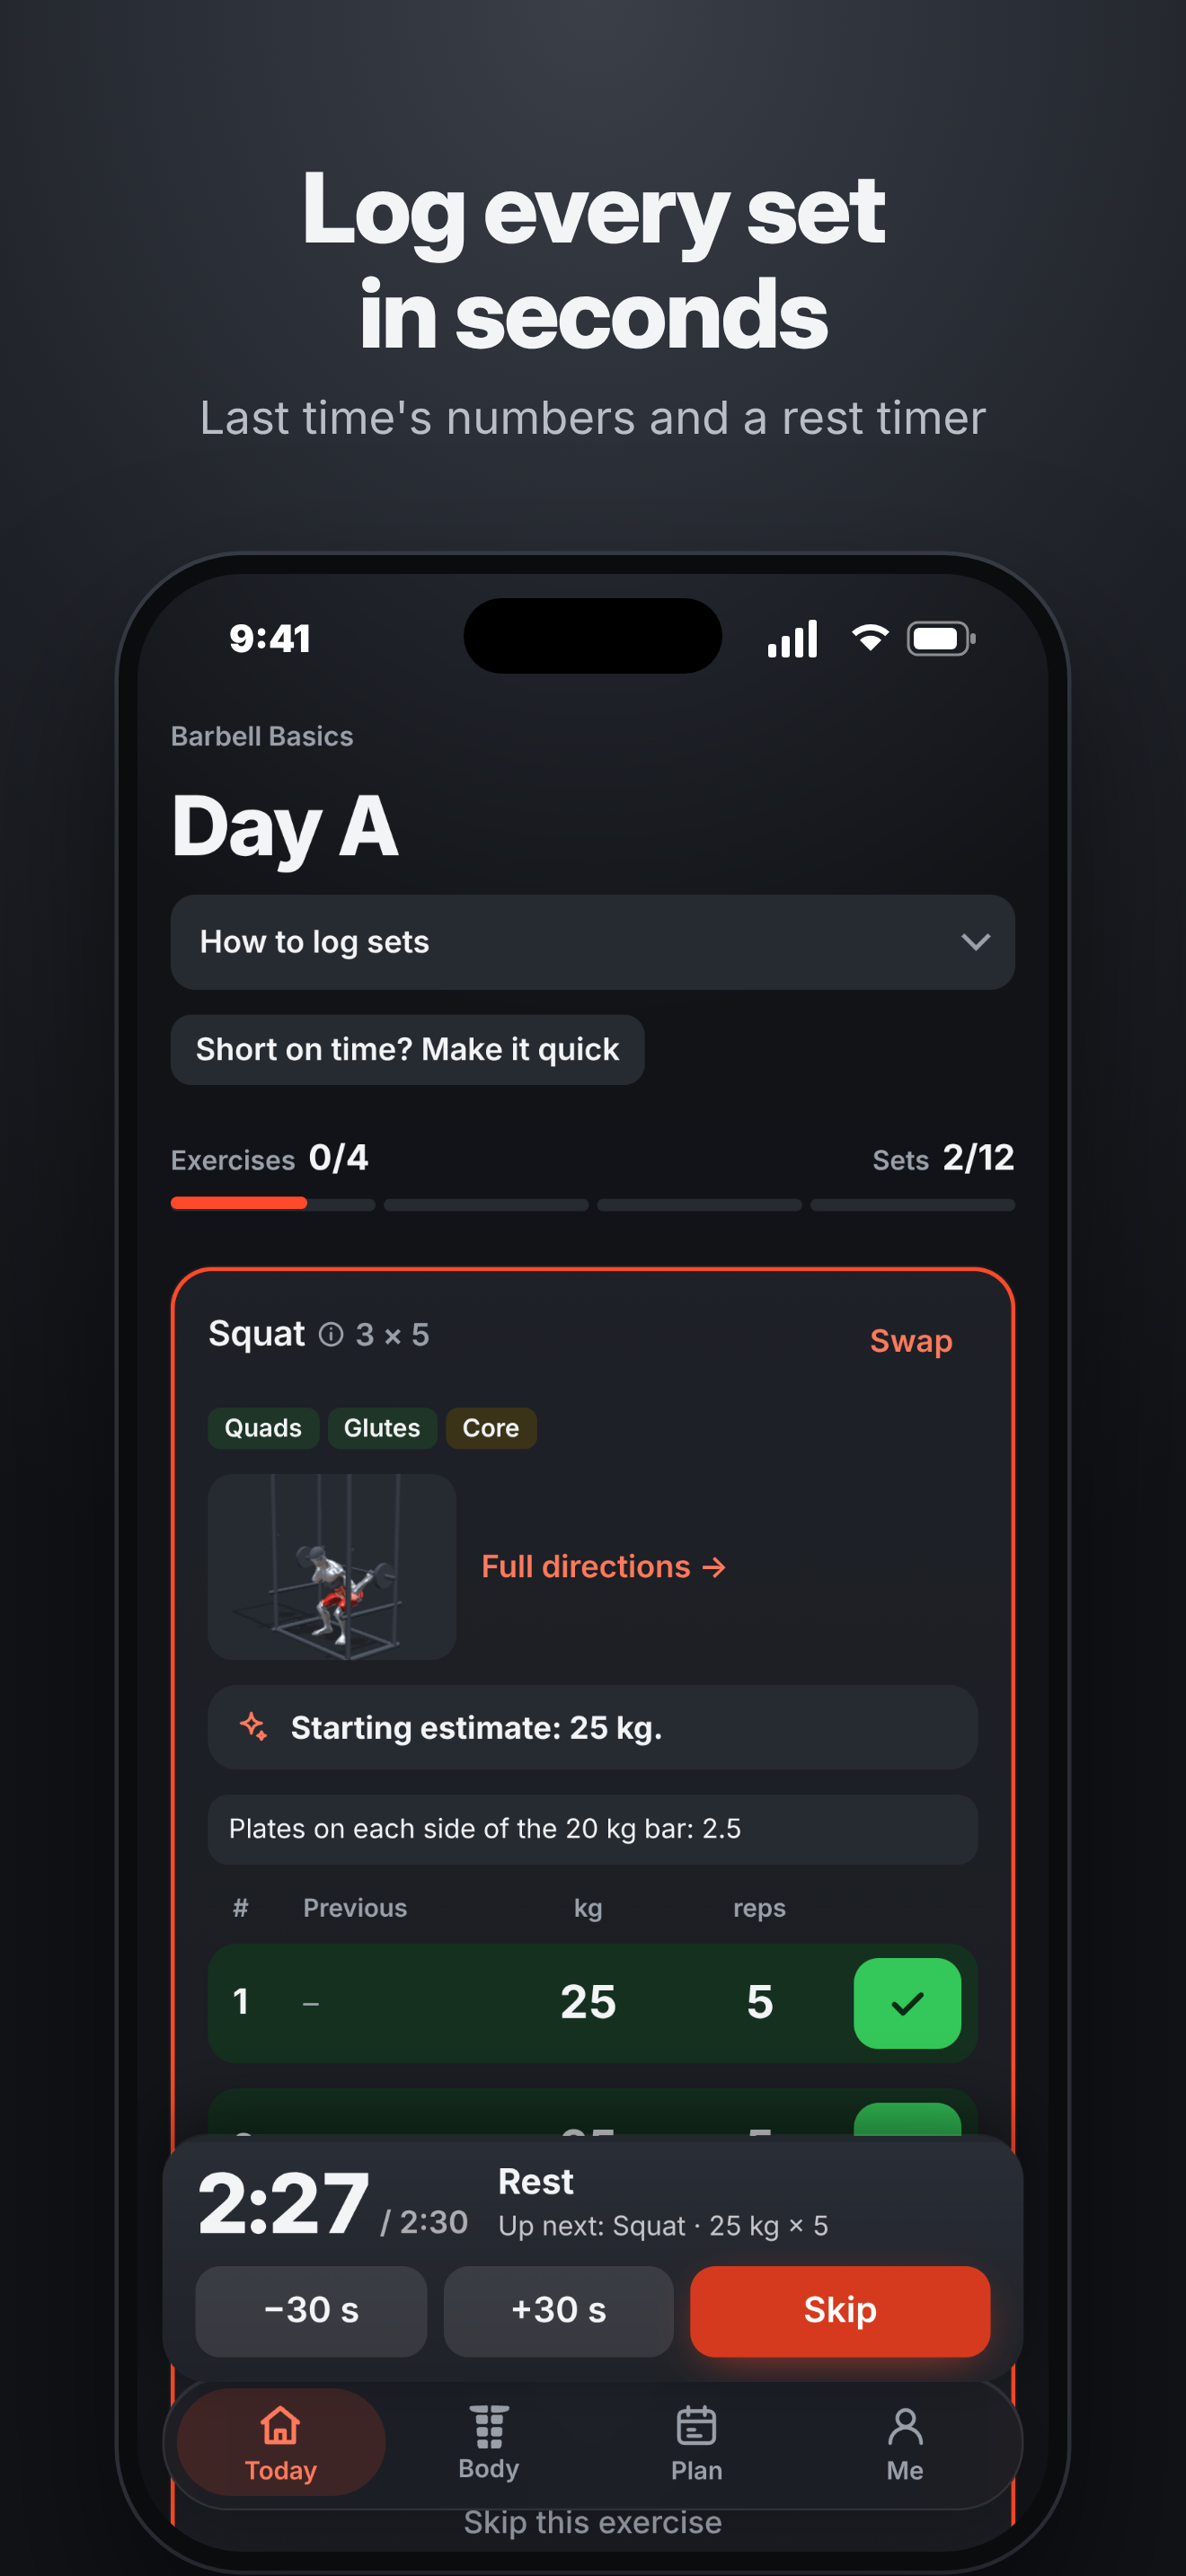 Log every set
in seconds
Last time's numbers and a rest timer
9:41
Barbell Basics
Day A
How to log sets
Short on time? Make it quick
Exercises 0/4
Sets 2/12
Squat 3 × 5
Swap
Quads Glutes Core
Full directions →
Starting estimate: 25 kg.
Plates on each side of the 20 kg bar: 2.5
# Previous kg reps
1 – 25 5
2:27 / 2:30
Rest
Up next: Squat · 25 kg × 5
−30 s +30 s Skip
Today Body Plan Me
Skip this exercise